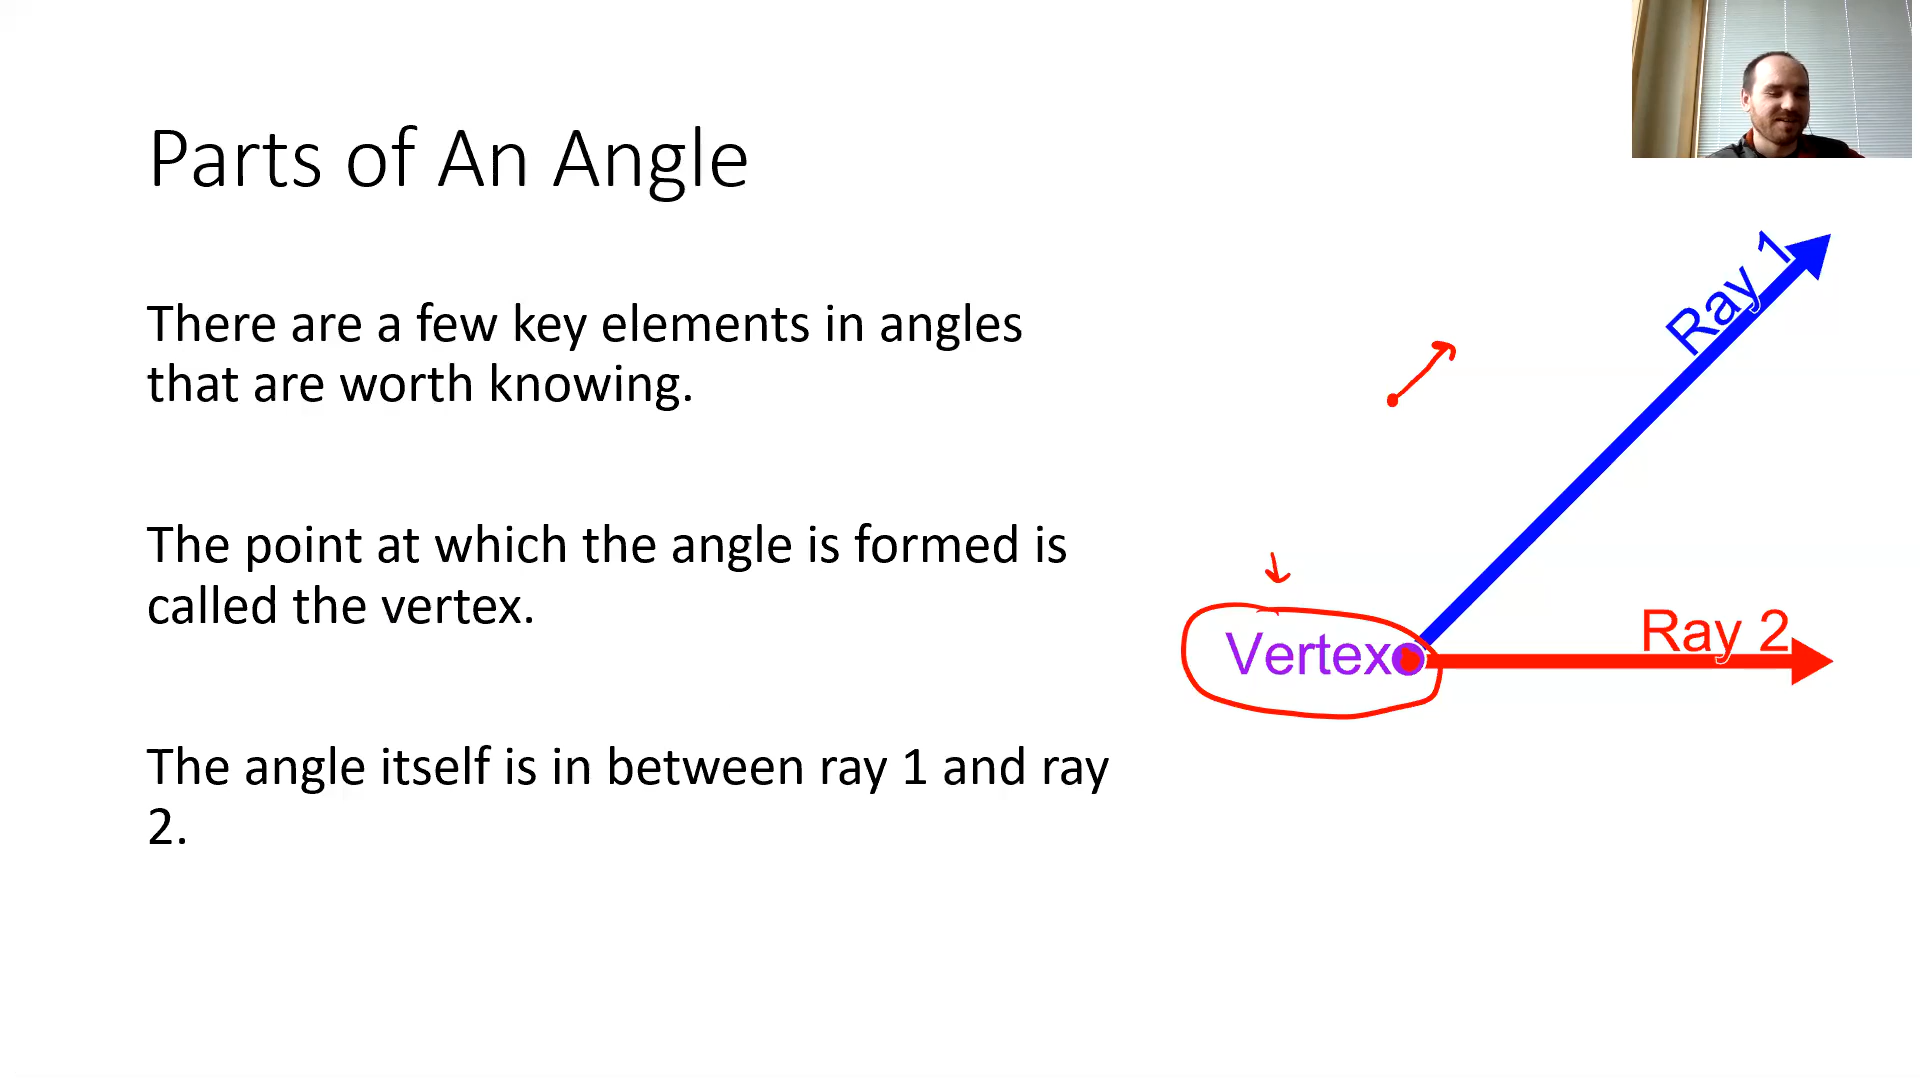 Parts of An Angle
There are a few key elements in angles
that are worth knowing.
The point at which the angle is formed is
called the vertex.
The angle itself is in between ray 1 and ray
2.
Ray 1
Vertex
Ray 2